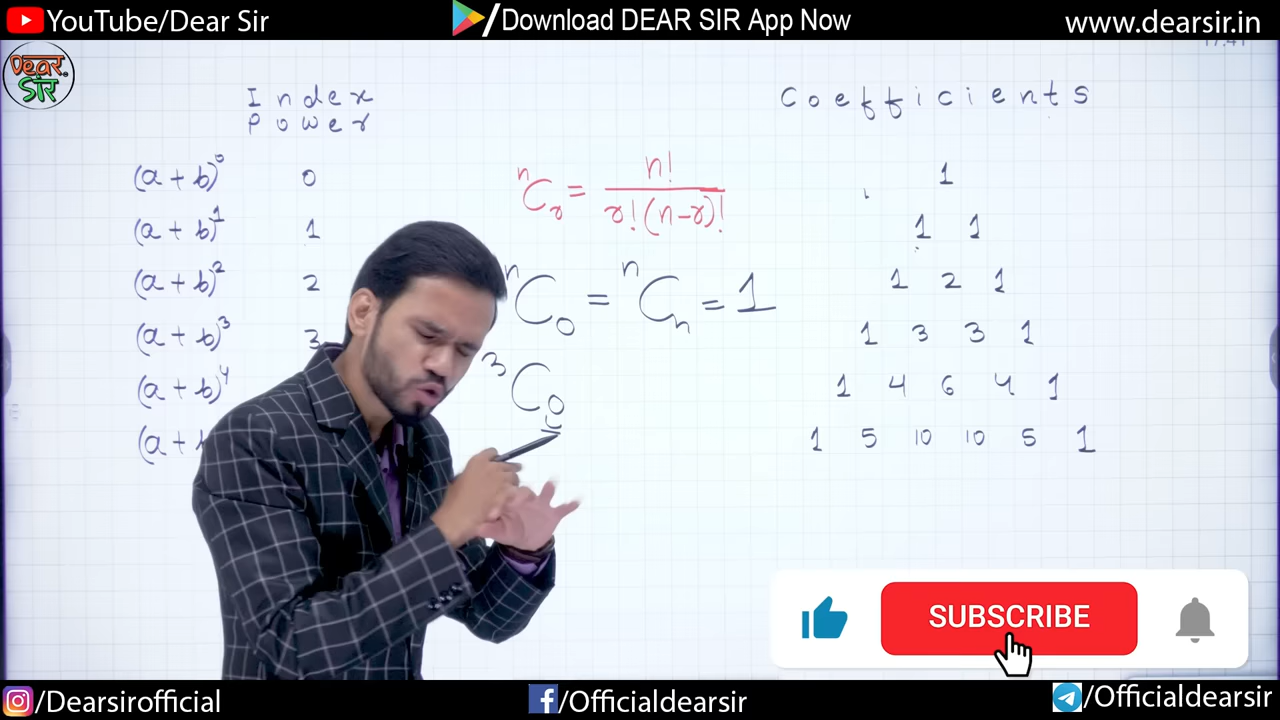 YouTube/Dear Sir
/Download DEAR SIR App Now
www.dearsir.in
Dear Sir
Index Power
Coefficients
(a + b)⁰ 0
ⁿCᵣ = n! / r!(n-r)!
1
(a + b)¹ 1
1 1
(a + b)² 2
ⁿC₀ = ⁿCₙ = 1
1 2 1
(a + b)³ 3
1 3 3 1
(a + b)⁴
³C₀
1 4 6 4 1
(a +
1 5 10 10 5 1
SUBSCRIBE
/Dearsirofficial
/Officialdearsir
/Officialdearsir